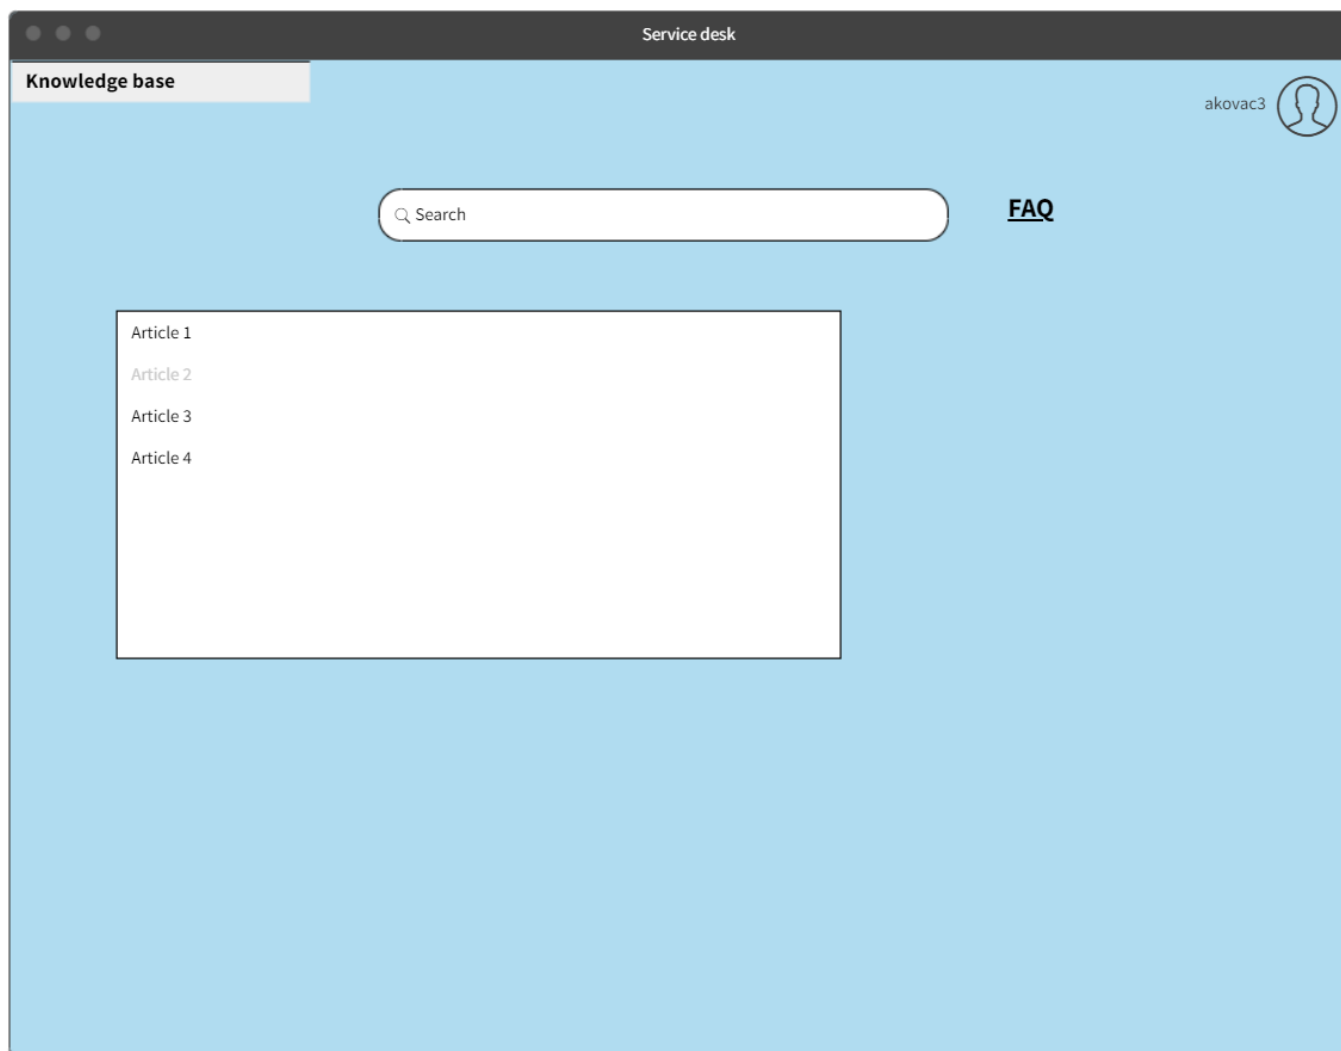 Service desk
Knowledge base
akovac3
Search
FAQ
Article 1
Article 2
Article 3
Article 4